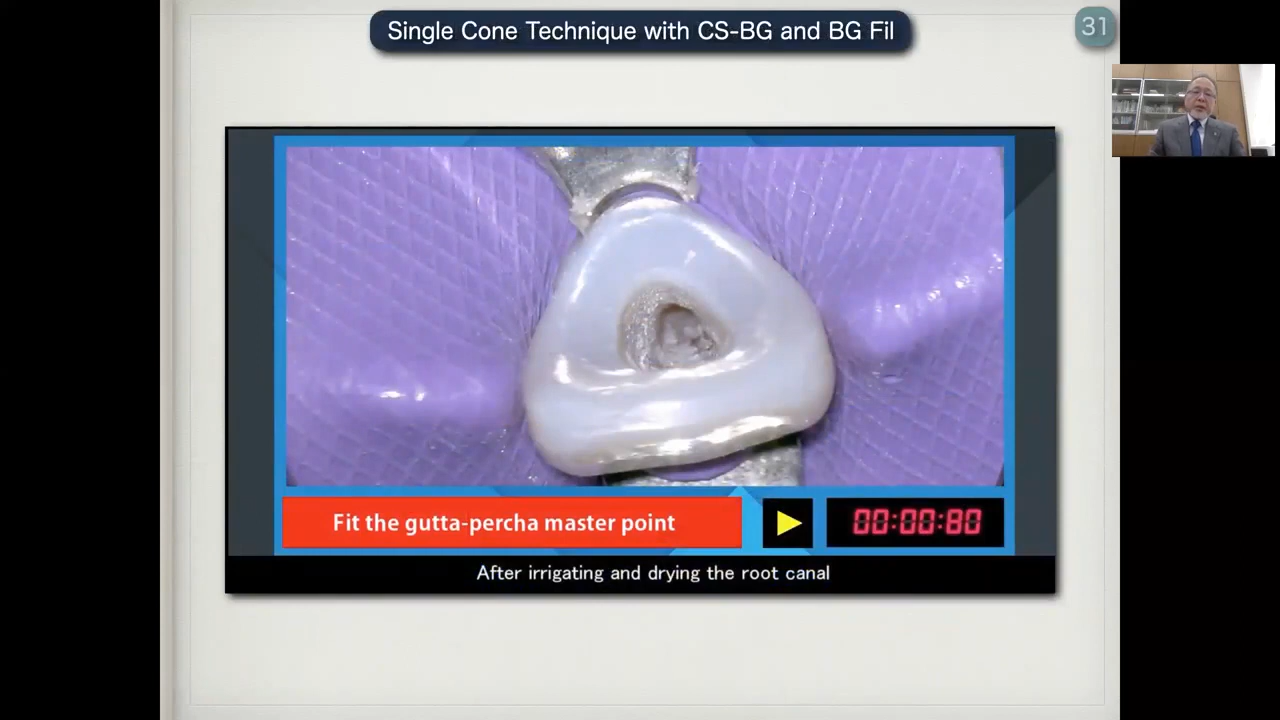 Single Cone Technique with CS-BG and BG Fil
31
Fit the gutta-percha master point
00:00:80
After irrigating and drying the root canal